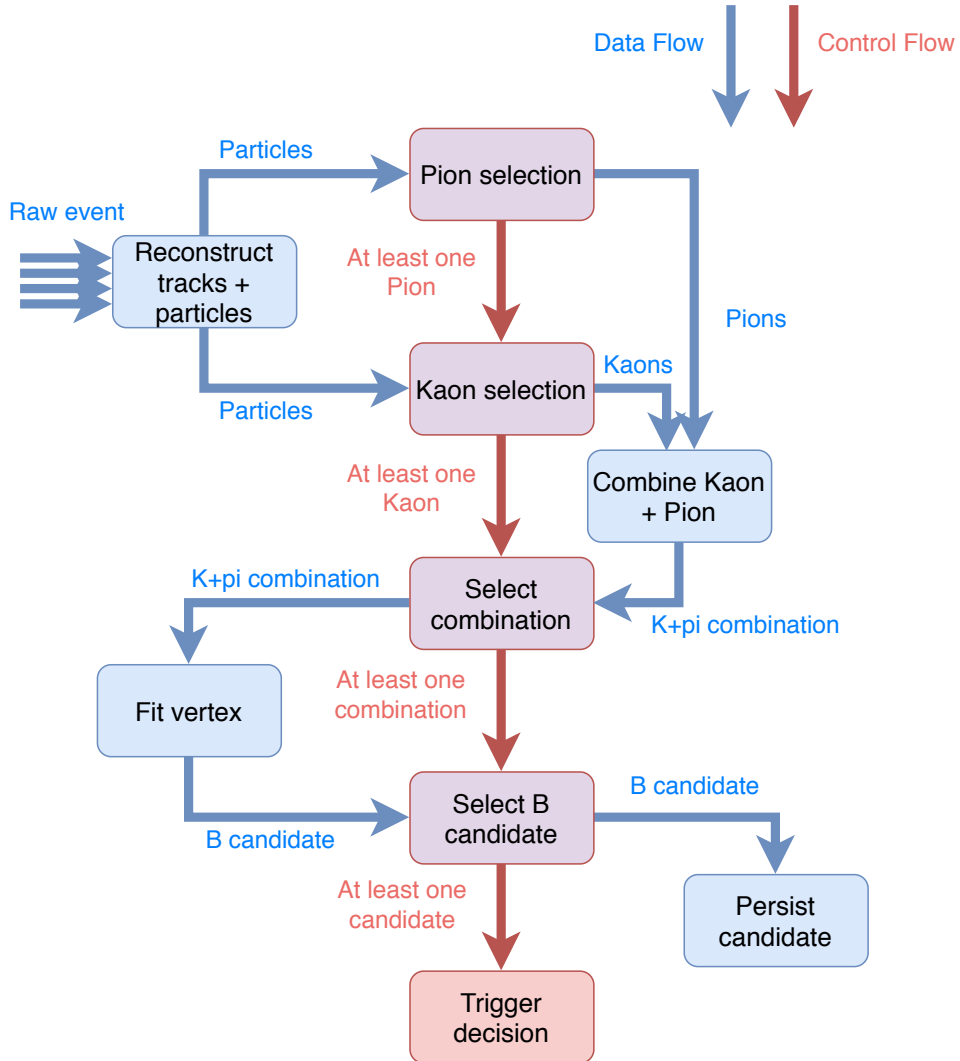 Data Flow
Control Flow
Particles
Pion selection
Raw event
Reconstruct
tracks +
particles
At least one
Pion
Pions
Particles
Kaon selection
Kaons
At least one
Kaon
Combine Kaon
+ Pion
K+pi combination
Select
combination
K+pi combination
Fit vertex
At least one
combination
B candidate
Select B
candidate
B candidate
At least one
candidate
Persist
candidate
Trigger
decision